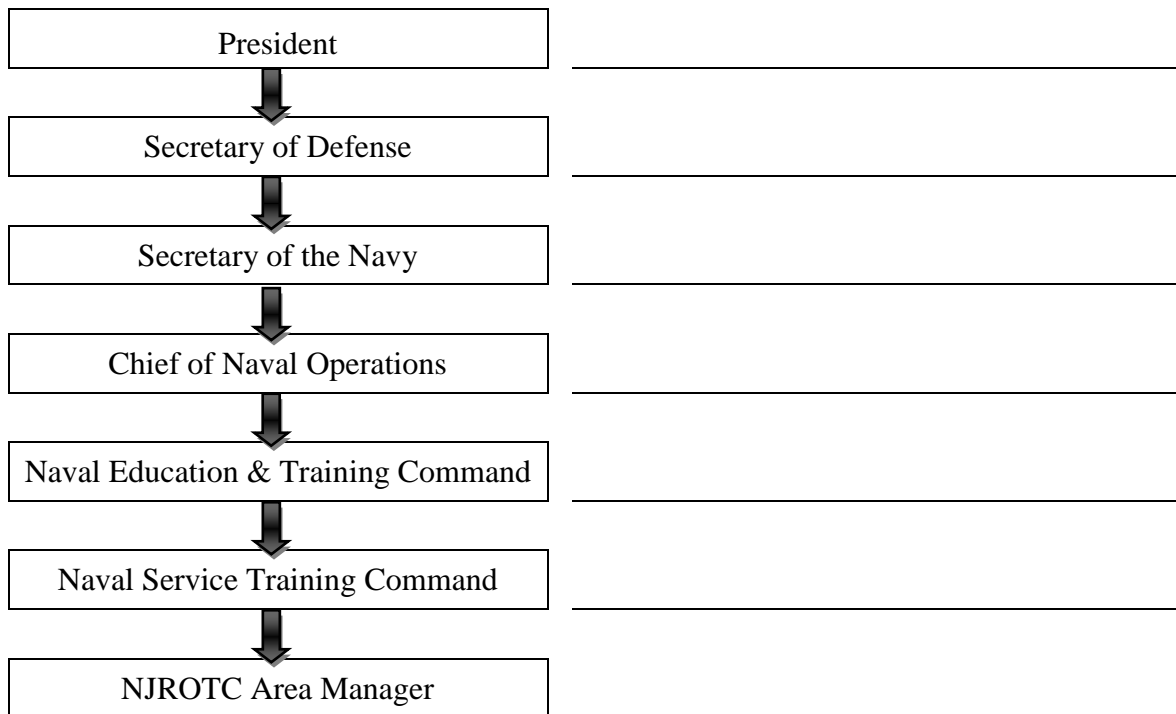 President
Secretary of Defense
Secretary of the Navy
Chief of Naval Operations
Naval Education & Training Command
Naval Service Training Command
NJROTC Area Manager